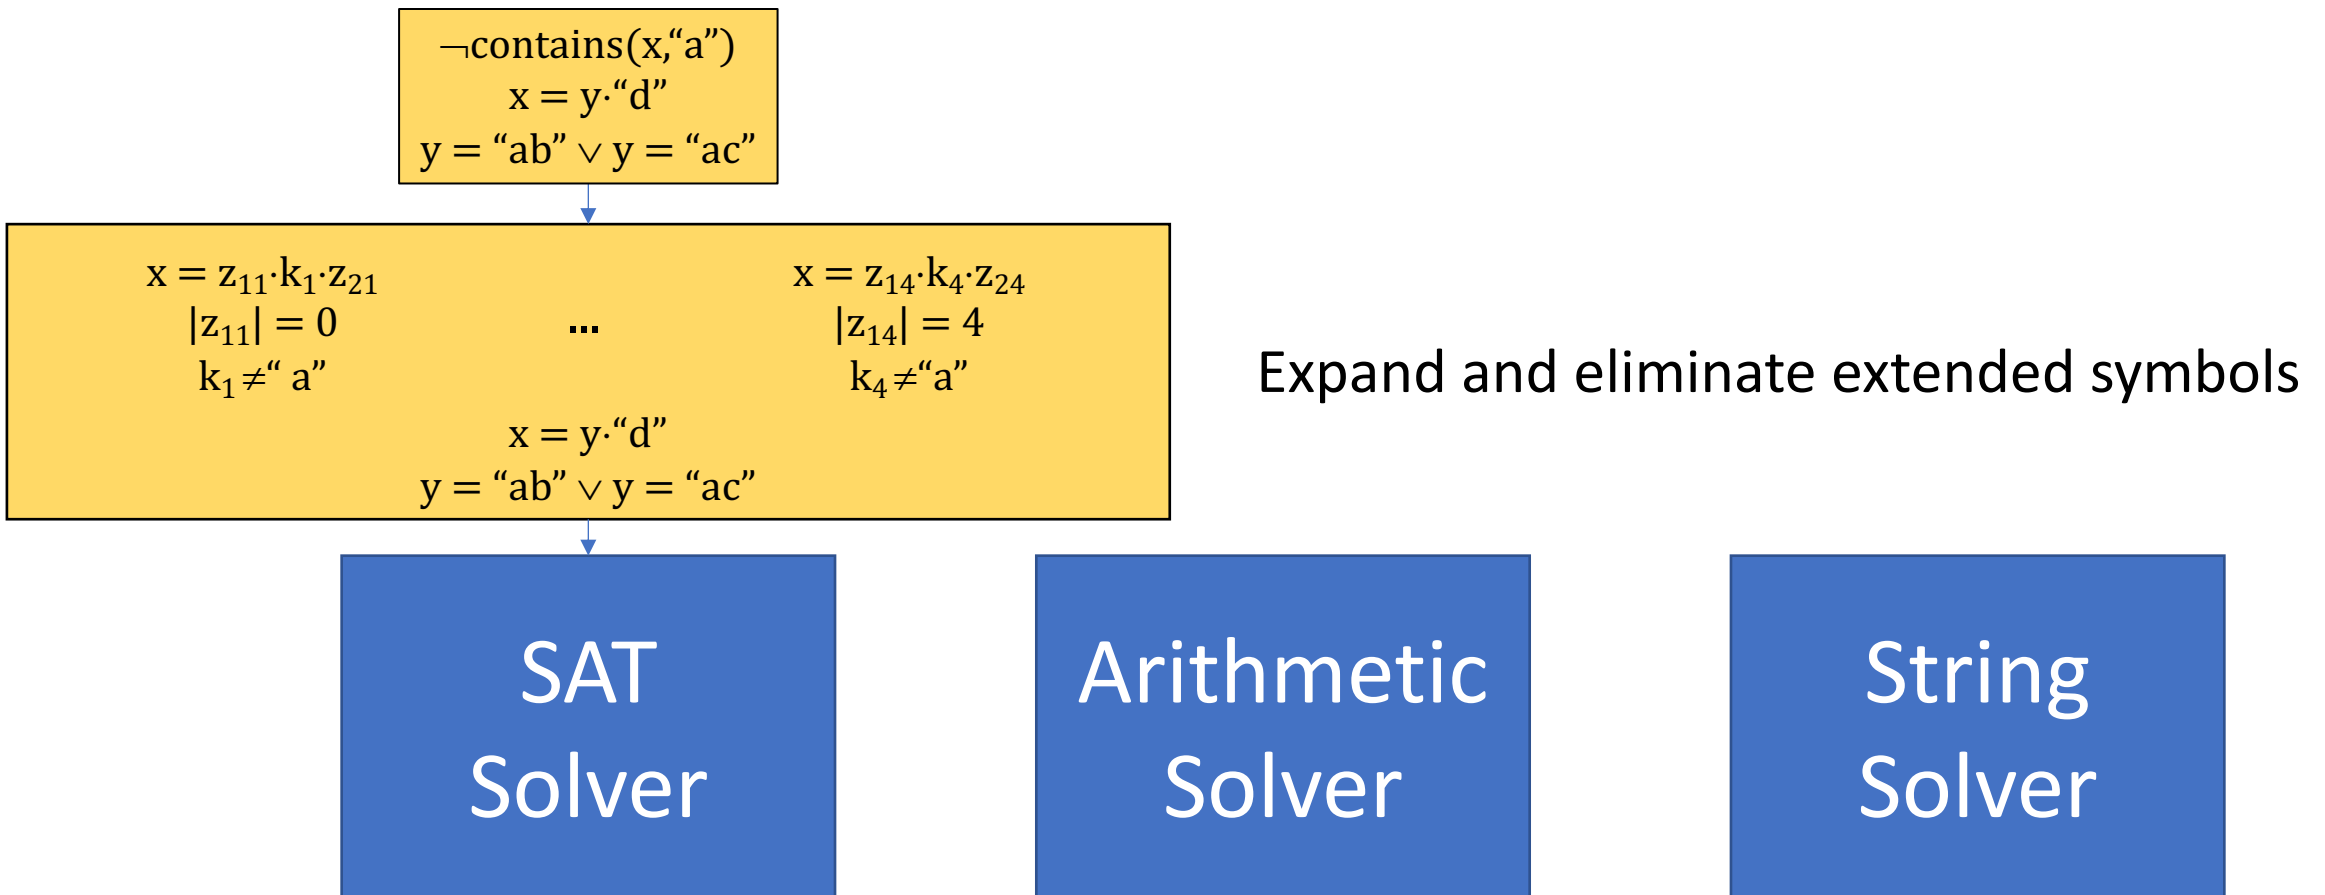 ¬contains(x,“a”)
x = y·“d”
y = “ab” ∨ y = “ac”
x = z₁₁·k₁·z₂₁
|z₁₁| = 0
k₁≠“ a”
...
x = z₁₄·k₄·z₂₄
|z₁₄| = 4
k₄≠“a”
x = y·“d”
y = “ab” ∨ y = “ac”
Expand and eliminate extended symbols
SAT
Solver
Arithmetic
Solver
String
Solver